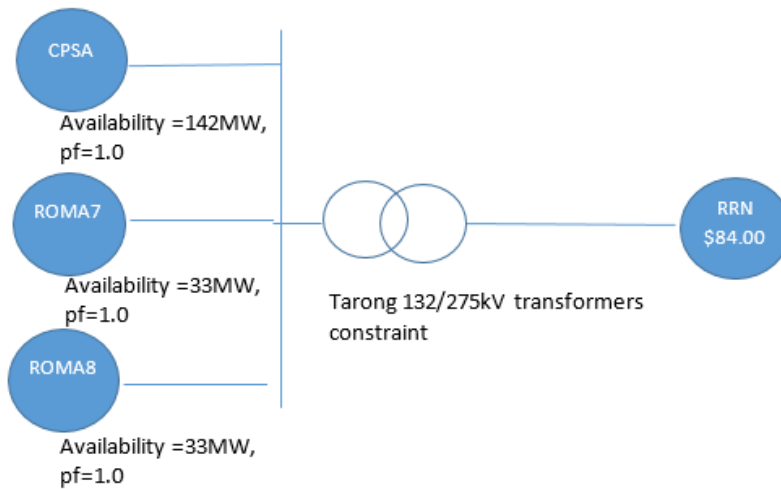 CPSA
Availability =142MW,
pf=1.0
ROMA7
Availability =33MW,
pf=1.0
ROMA8
Availability =33MW,
pf=1.0
Tarong 132/275kV transformers
constraint
RRN
$84.00